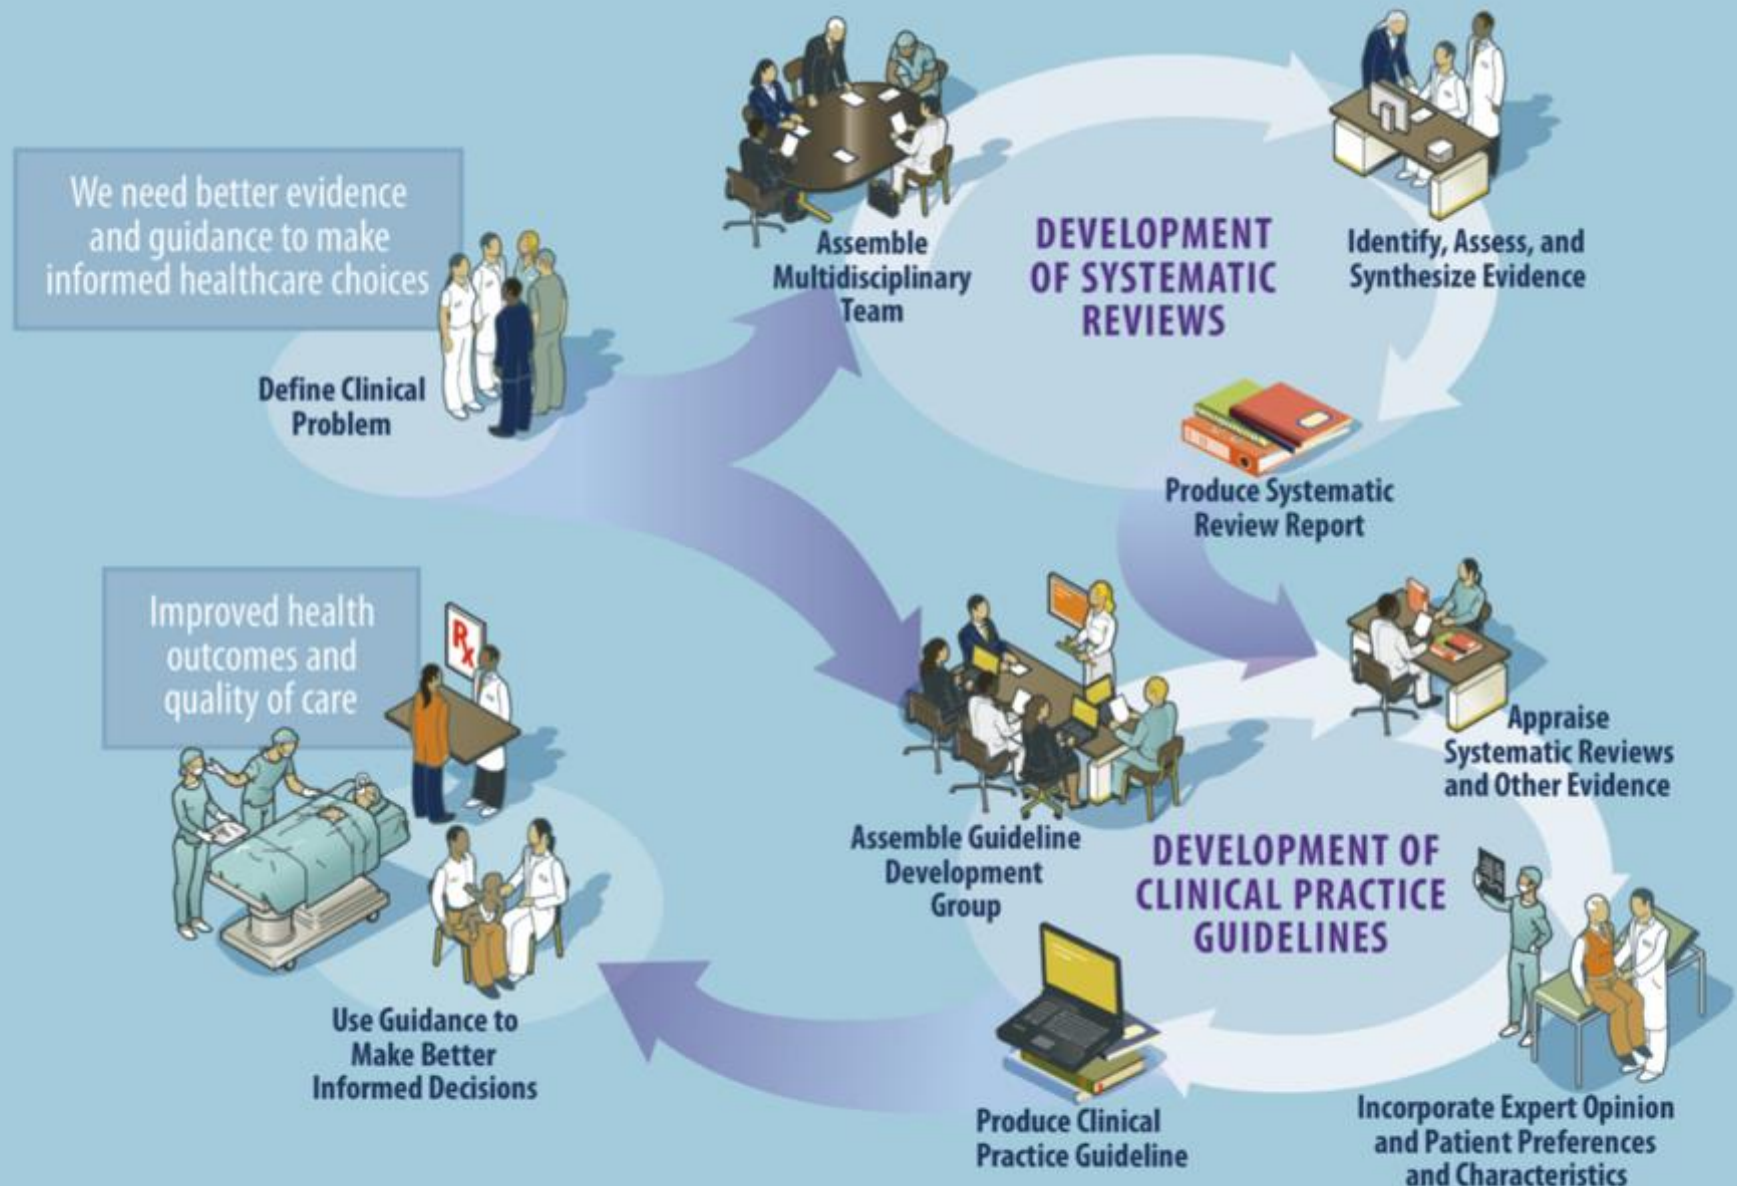 We need better evidence
and guidance to make
informed healthcare choices
Define Clinical
Problem
Assemble
Multidisciplinary
Team
DEVELOPMENT
OF SYSTEMATIC
REVIEWS
Identify, Assess, and
Synthesize Evidence
Produce Systematic
Review Report
Assemble Guideline
Development
Group
DEVELOPMENT OF
CLINICAL PRACTICE
GUIDELINES
Appraise
Systematic Reviews
and Other Evidence
Incorporate Expert Opinion
and Patient Preferences
and Characteristics
Produce Clinical
Practice Guideline
Improved health
outcomes and
quality of care
Rx
Use Guidance to
Make Better
Informed Decisions